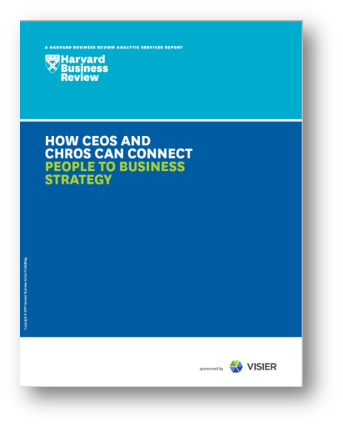 A HARVARD BUSINESS REVIEW ANALYTIC SERVICES REPORT
Harvard
Business
Review
HOW CEOS AND
CHROS CAN CONNECT
PEOPLE TO BUSINESS
STRATEGY
sponsored by
VISIER